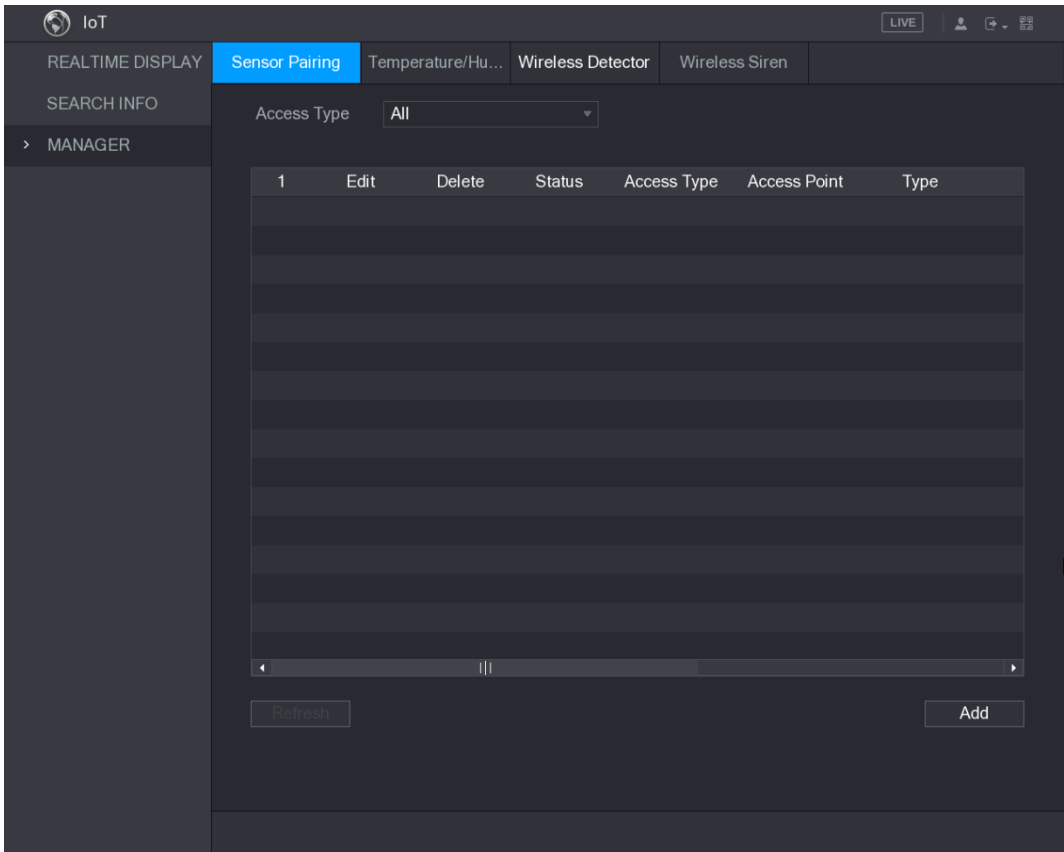 IoT LIVE
REALTIME DISPLAY
SEARCH INFO
> MANAGER
Sensor Pairing Temperature/Hu... Wireless Detector Wireless Siren
Access Type All
1 Edit Delete Status Access Type Access Point Type
Refresh Add